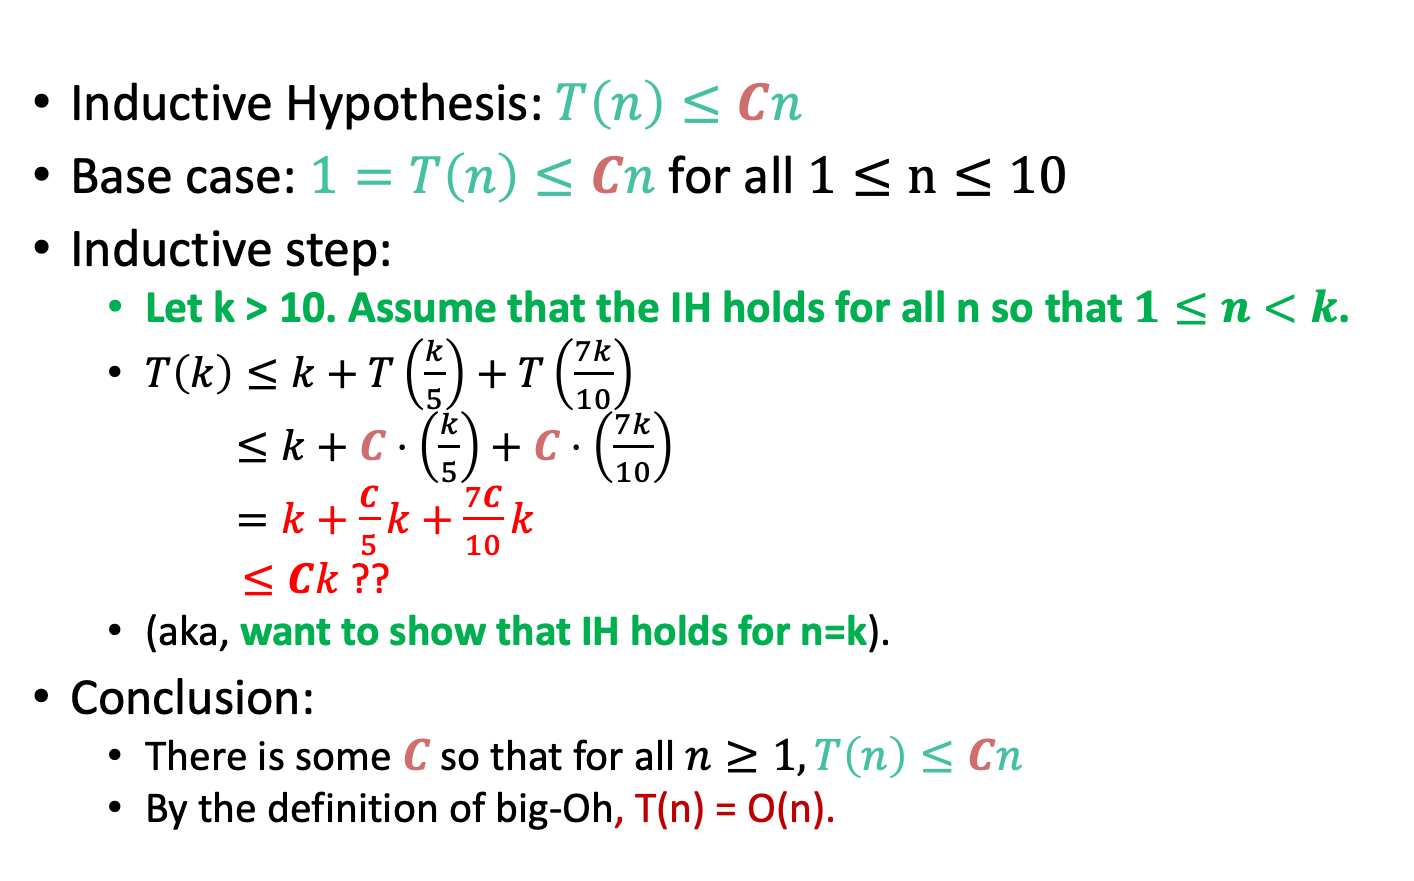 • Inductive Hypothesis: T(n) ≤ Cn
• Base case: 1 = T(n) ≤ Cn for all 1 ≤ n ≤ 10
• Inductive step:
• Let k > 10. Assume that the IH holds for all n so that 1 ≤ n < k.
• T(k) ≤ k + T(k/5) + T(7k/10)
≤ k + C · (k/5) + C · (7k/10)
= k + C/5 k + 7C/10 k
≤ Ck ??
• (aka, want to show that IH holds for n=k).
• Conclusion:
• There is some C so that for all n ≥ 1, T(n) ≤ Cn
• By the definition of big-Oh, T(n) = O(n).